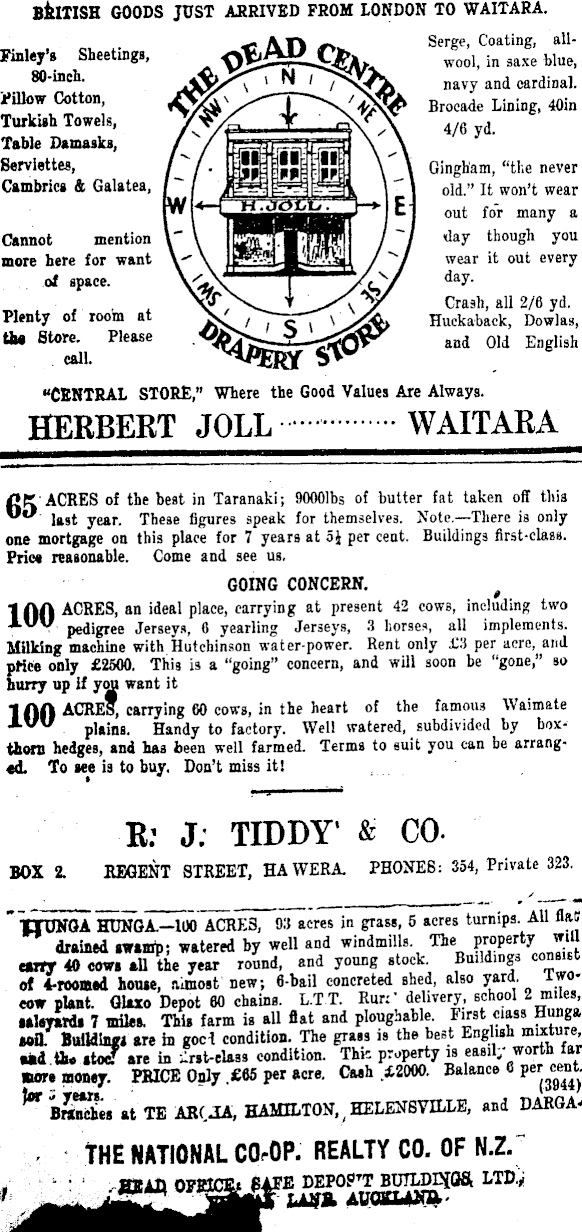 BRITISH GOODS JUST ARRIVED FROM LONDON TO WAITARA.
Finley's Sheetings,
80-inch.
Pillow Cotton,
Turkish Towels,
Table Damasks,
Serviettes,
Cambrics & Galatea,
Cannot mention
more here for want
of space.
Plenty of room at
the Store. Please
call.
THE DEAD CENTRE
N
NW
NE
H. JOLL.
W
E
SW
SE
S
DRAPERY STORE
Serge, Coating, all-
wool, in saxe blue,
navy and cardinal.
Brocade Lining, 40in
4/6 yd.
Gingham, "the never
old." It won't wear
out for many a
day though you
wear it out every
day.
Crash, all 2/6 yd.
Huckaback, Dowlas,
and Old English
"CENTRAL STORE," Where the Good Values Are Always.
HERBERT JOLL .............. WAITARA
65 ACRES of the best in Taranaki; 9000lbs of butter fat taken off this
last year. These figures speak for themselves. Note.—There is only
one mortgage on this place for 7 years at 5½ per cent. Buildings first-class.
Price reasonable. Come and see us.
GOING CONCERN.
100 ACRES, an ideal place, carrying at present 42 cows, including two
pedigree Jerseys, 6 yearling Jerseys, 3 horses, all implements.
Milking machine with Hutchinson water-power. Rent only £3 per acre, and
price only £2500. This is a "going" concern, and will soon be "gone," so
hurry up if you want it
100 ACRES, carrying 60 cows, in the heart of the famous Waimate
plains. Handy to factory. Well watered, subdivided by box-
thorn hedges, and has been well farmed. Terms to suit you can be arrang-
ed. To see is to buy. Don't miss it!
R. J. TIDDY & CO.
BOX 2. REGENT STREET, HAWERA. PHONES: 354, Private 323.
HUNGA HUNGA.—100 ACRES, 93 acres in grass, 5 acres turnips. All flat
drained swamp; watered by well and windmills. The property will
carry 40 cows all the year round, and young stock. Buildings consist
of 4-roomed house, almost new; 6-bail concreted shed, also yard. Two-
cow plant. Glaxo Depot 60 chains. L.T.T. Rural delivery, school 2 miles,
saleyards 7 miles. This farm is all flat and ploughable. First class Hunga
soil. Buildings are in good condition. The grass is the best English mixture,
and the stock are in first-class condition. This property is easily worth far
more money. PRICE Only £65 per acre. Cash £2000. Balance 6 per cent.
for 5 years. (3944)
Branches at TE AROHA, HAMILTON, HELENSVILLE, and DARGA-
THE NATIONAL CO-OP. REALTY CO. OF N.Z.
HEAD OFFICE: SAFE DEPOSIT BUILDINGS, LTD.,
LANE AUCKLAND.